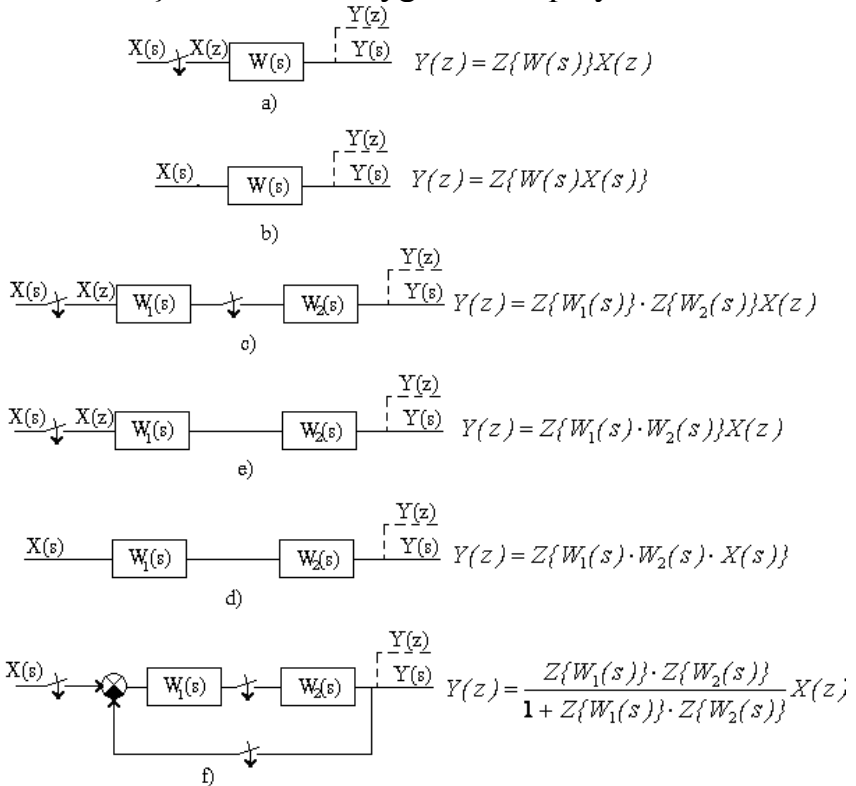 Y(z)
X(s) X(z) W(s) Y(s) Y(z) = Z{W(s)}X(z)
a)
Y(z)
X(s) W(s) Y(s) Y(z) = Z{W(s)X(s)}
b)
Y(z)
X(s) X(z) W₁(s) W₂(s) Y(s) Y(z) = Z{W₁(s)}·Z{W₂(s)}X(z)
c)
Y(z)
X(s) X(z) W₁(s) W₂(s) Y(s) Y(z) = Z{W₁(s)·W₂(s)}X(z)
e)
Y(z)
X(s) W₁(s) W₂(s) Y(s) Y(z) = Z{W₁(s)·W₂(s)· X(s)}
d)
Y(z)
X(s) W₁(s) W₂(s) Y(s) Y(z) = Z{W₁(s)}·Z{W₂(s)} / 1 + Z{W₁(s)}·Z{W₂(s)} X(z)
f)